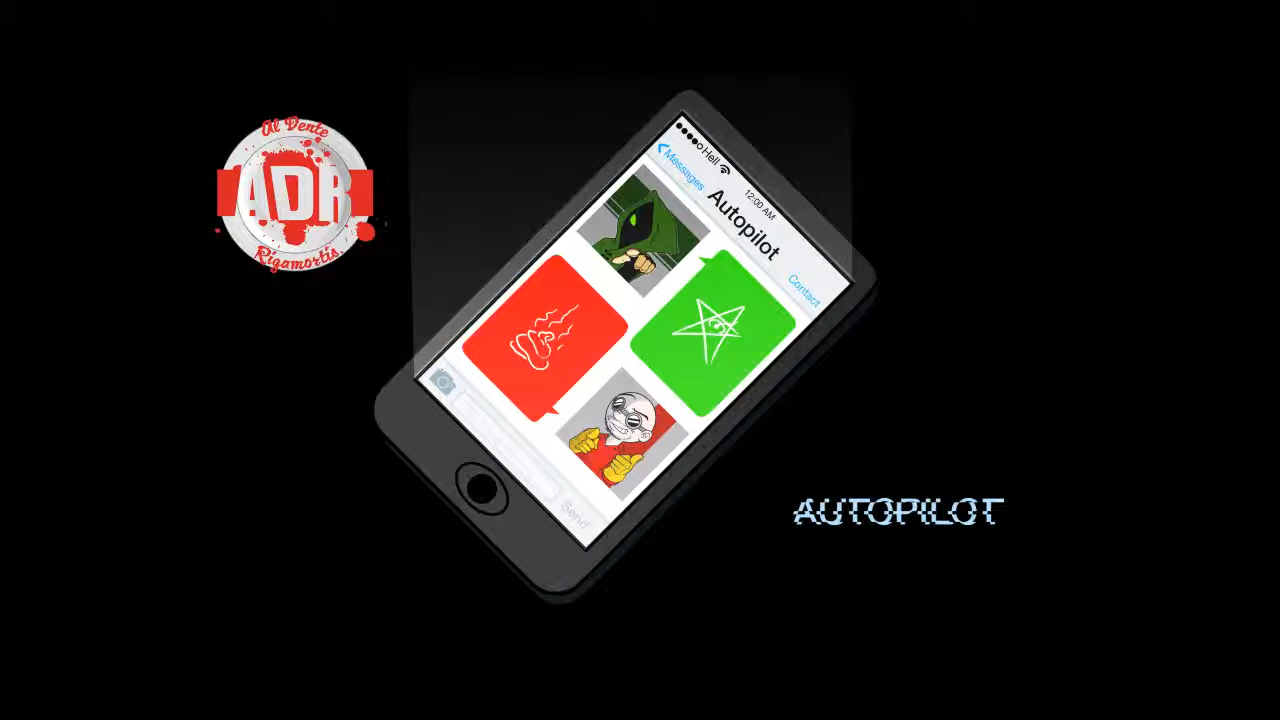 Al Dente
ADR
Rigamortis
Hell
12:00 AM
Messages
Autopilot
Contact
Send
AUTOPILOT